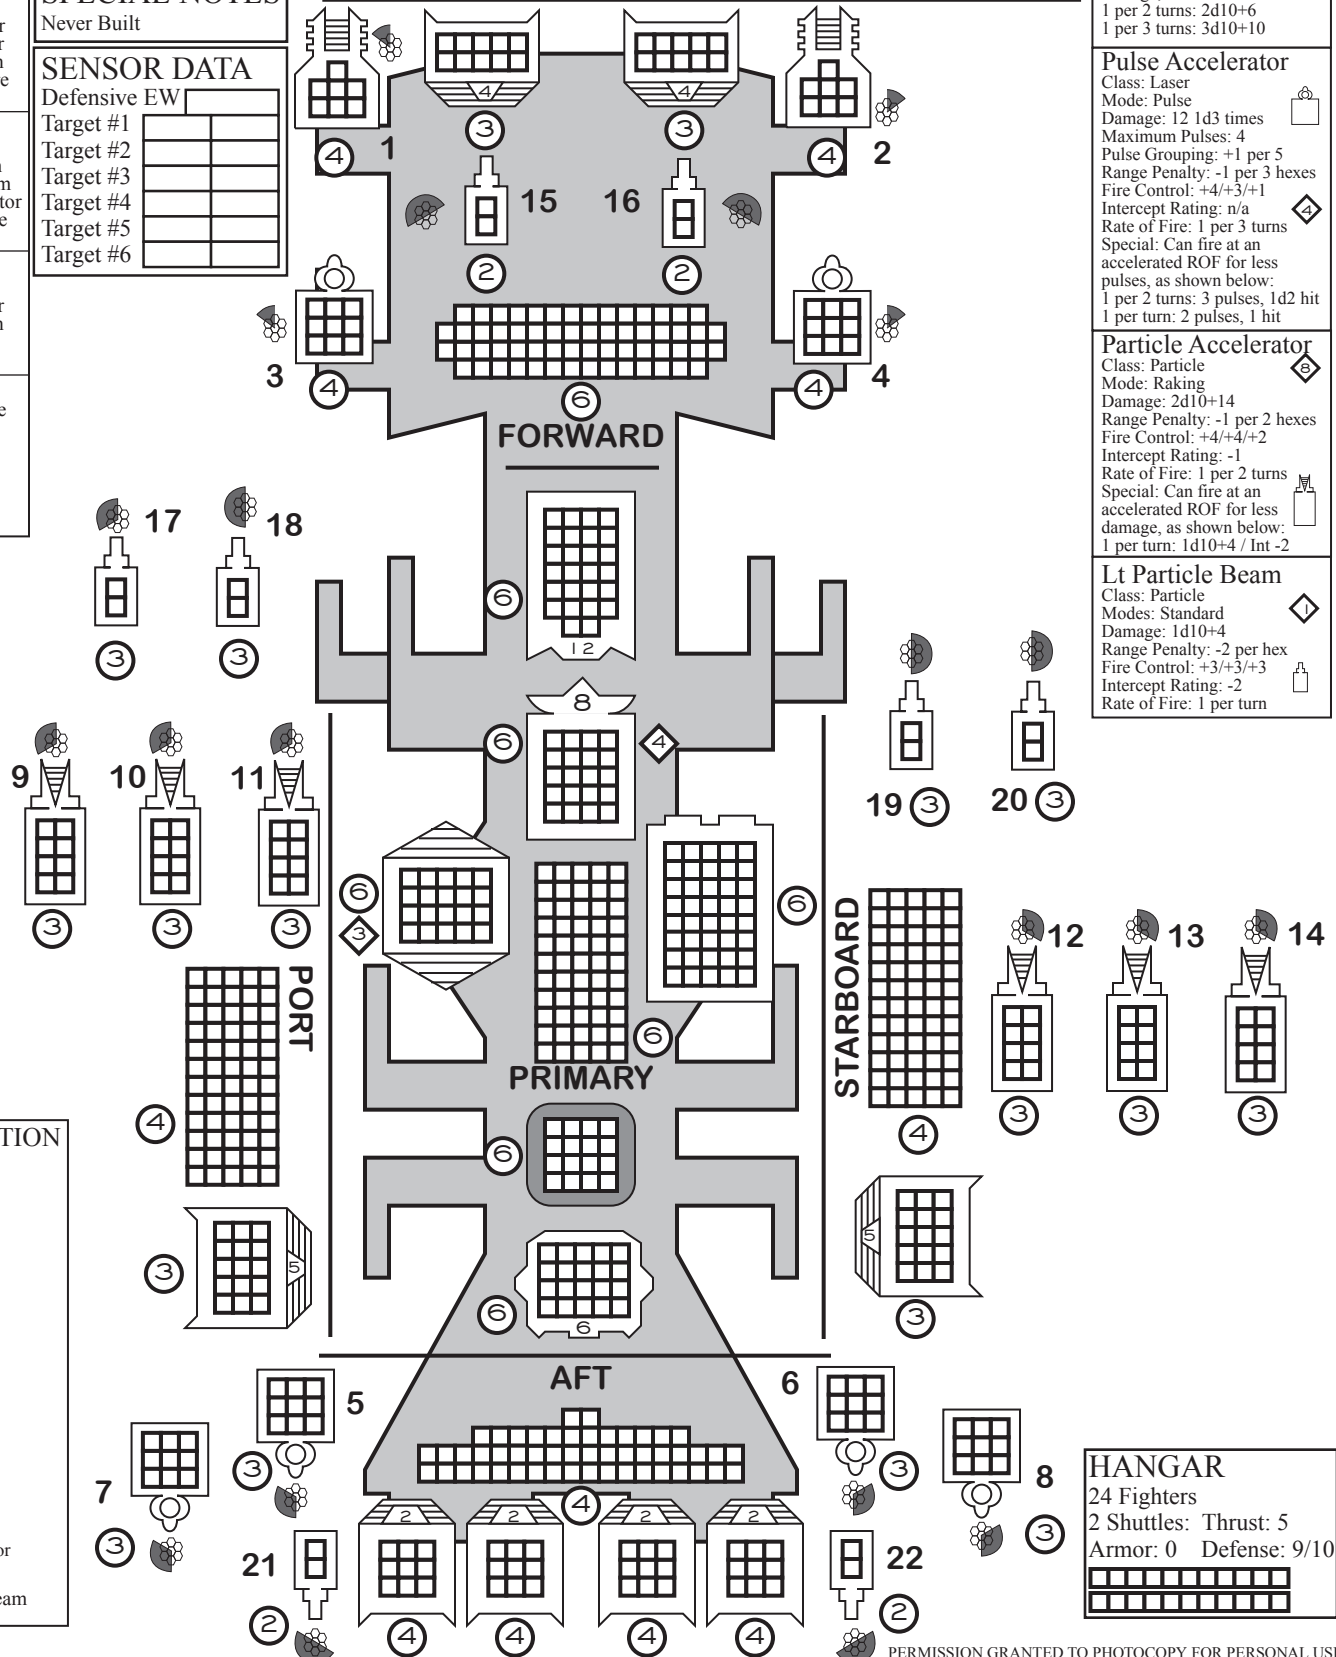 SPECIAL NOTES
Never Built
SENSOR DATA
Defensive EW
Target #1
Target #2
Target #3
Target #4
Target #5
Target #6
1
2
3
4
4
4
3
3
4
4
15
16
2
2
3
4
4
4
6
FORWARD
17
18
3
3
6
12
8
6
4
9
10
11
3
3
3
19 3
20 3
6
3
6
6
PORT
4
3
5
PRIMARY
6
6
6
STARBOARD
4
5
3
12
13
14
3
3
3
AFT
5
6
7
8
3
3
3
3
4
2
2
2
2
21
22
2
2
4
4
4
4
1 per 2 turns: 2d10+6
1 per 3 turns: 3d10+10
Pulse Accelerator
Class: Laser
Mode: Pulse
Damage: 12 1d3 times
Maximum Pulses: 4
Pulse Grouping: +1 per 5
Range Penalty: -1 per 3 hexes
Fire Control: +4/+3/+1
Intercept Rating: n/a
4
Rate of Fire: 1 per 3 turns
Special: Can fire at an
accelerated ROF for less
pulses, as shown below:
1 per 2 turns: 3 pulses, 1d2 hit
1 per turn: 2 pulses, 1 hit
Particle Accelerator
8
Class: Particle
Mode: Raking
Damage: 2d10+14
Range Penalty: -1 per 2 hexes
Fire Control: +4/+4/+2
Intercept Rating: -1
Rate of Fire: 1 per 2 turns
Special: Can fire at an
accelerated ROF for less
damage, as shown below:
1 per turn: 1d10+4 / Int -2
Lt Particle Beam
Class: Particle
Modes: Standard
1
Damage: 1d10+4
Range Penalty: -2 per hex
Fire Control: +3/+3/+3
Intercept Rating: -2
Rate of Fire: 1 per turn
HANGAR
24 Fighters
2 Shuttles: Thrust: 5
Armor: 0 Defense: 9/10
PERMISSION GRANTED TO PHOTOCOPY FOR PERSONAL